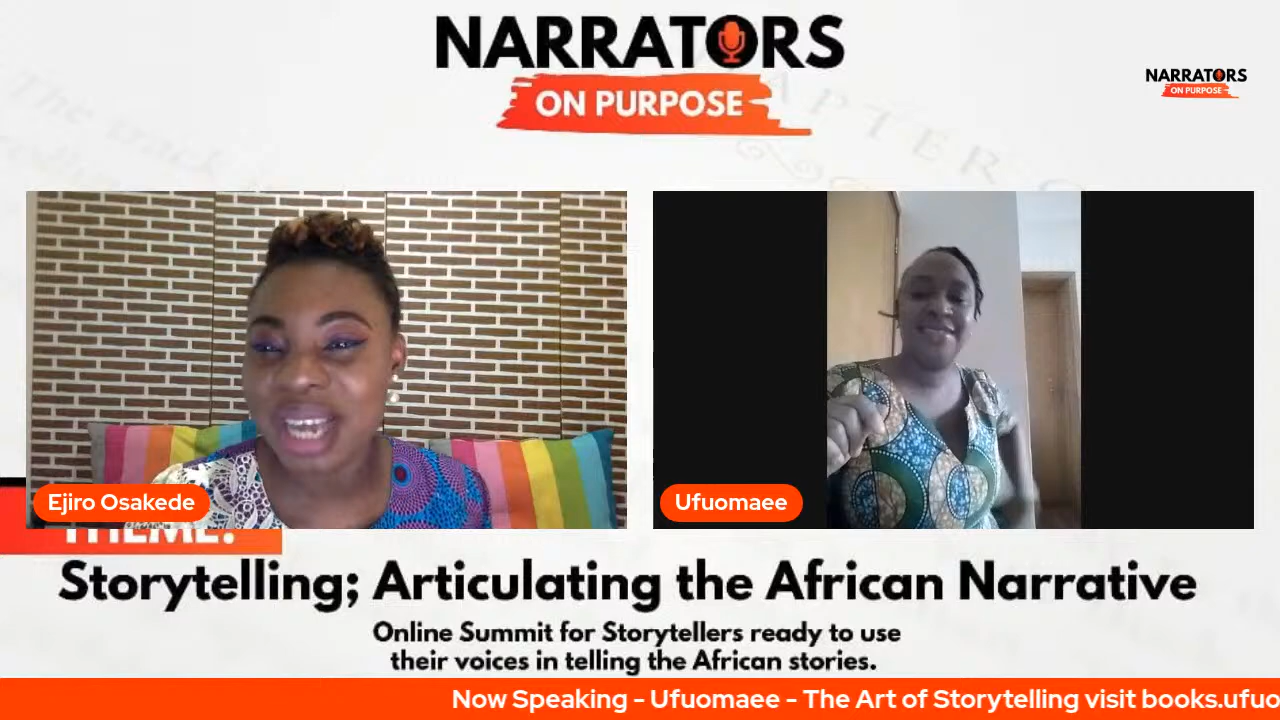 NARRATORS
ON PURPOSE
NARRATORS
ON PURPOSE
Ejiro Osakede
Ufuomaee
THEME:
Storytelling; Articulating the African Narrative
Online Summit for Storytellers ready to use
their voices in telling the African stories.
Now Speaking - Ufuomaee - The Art of Storytelling visit books.ufuo